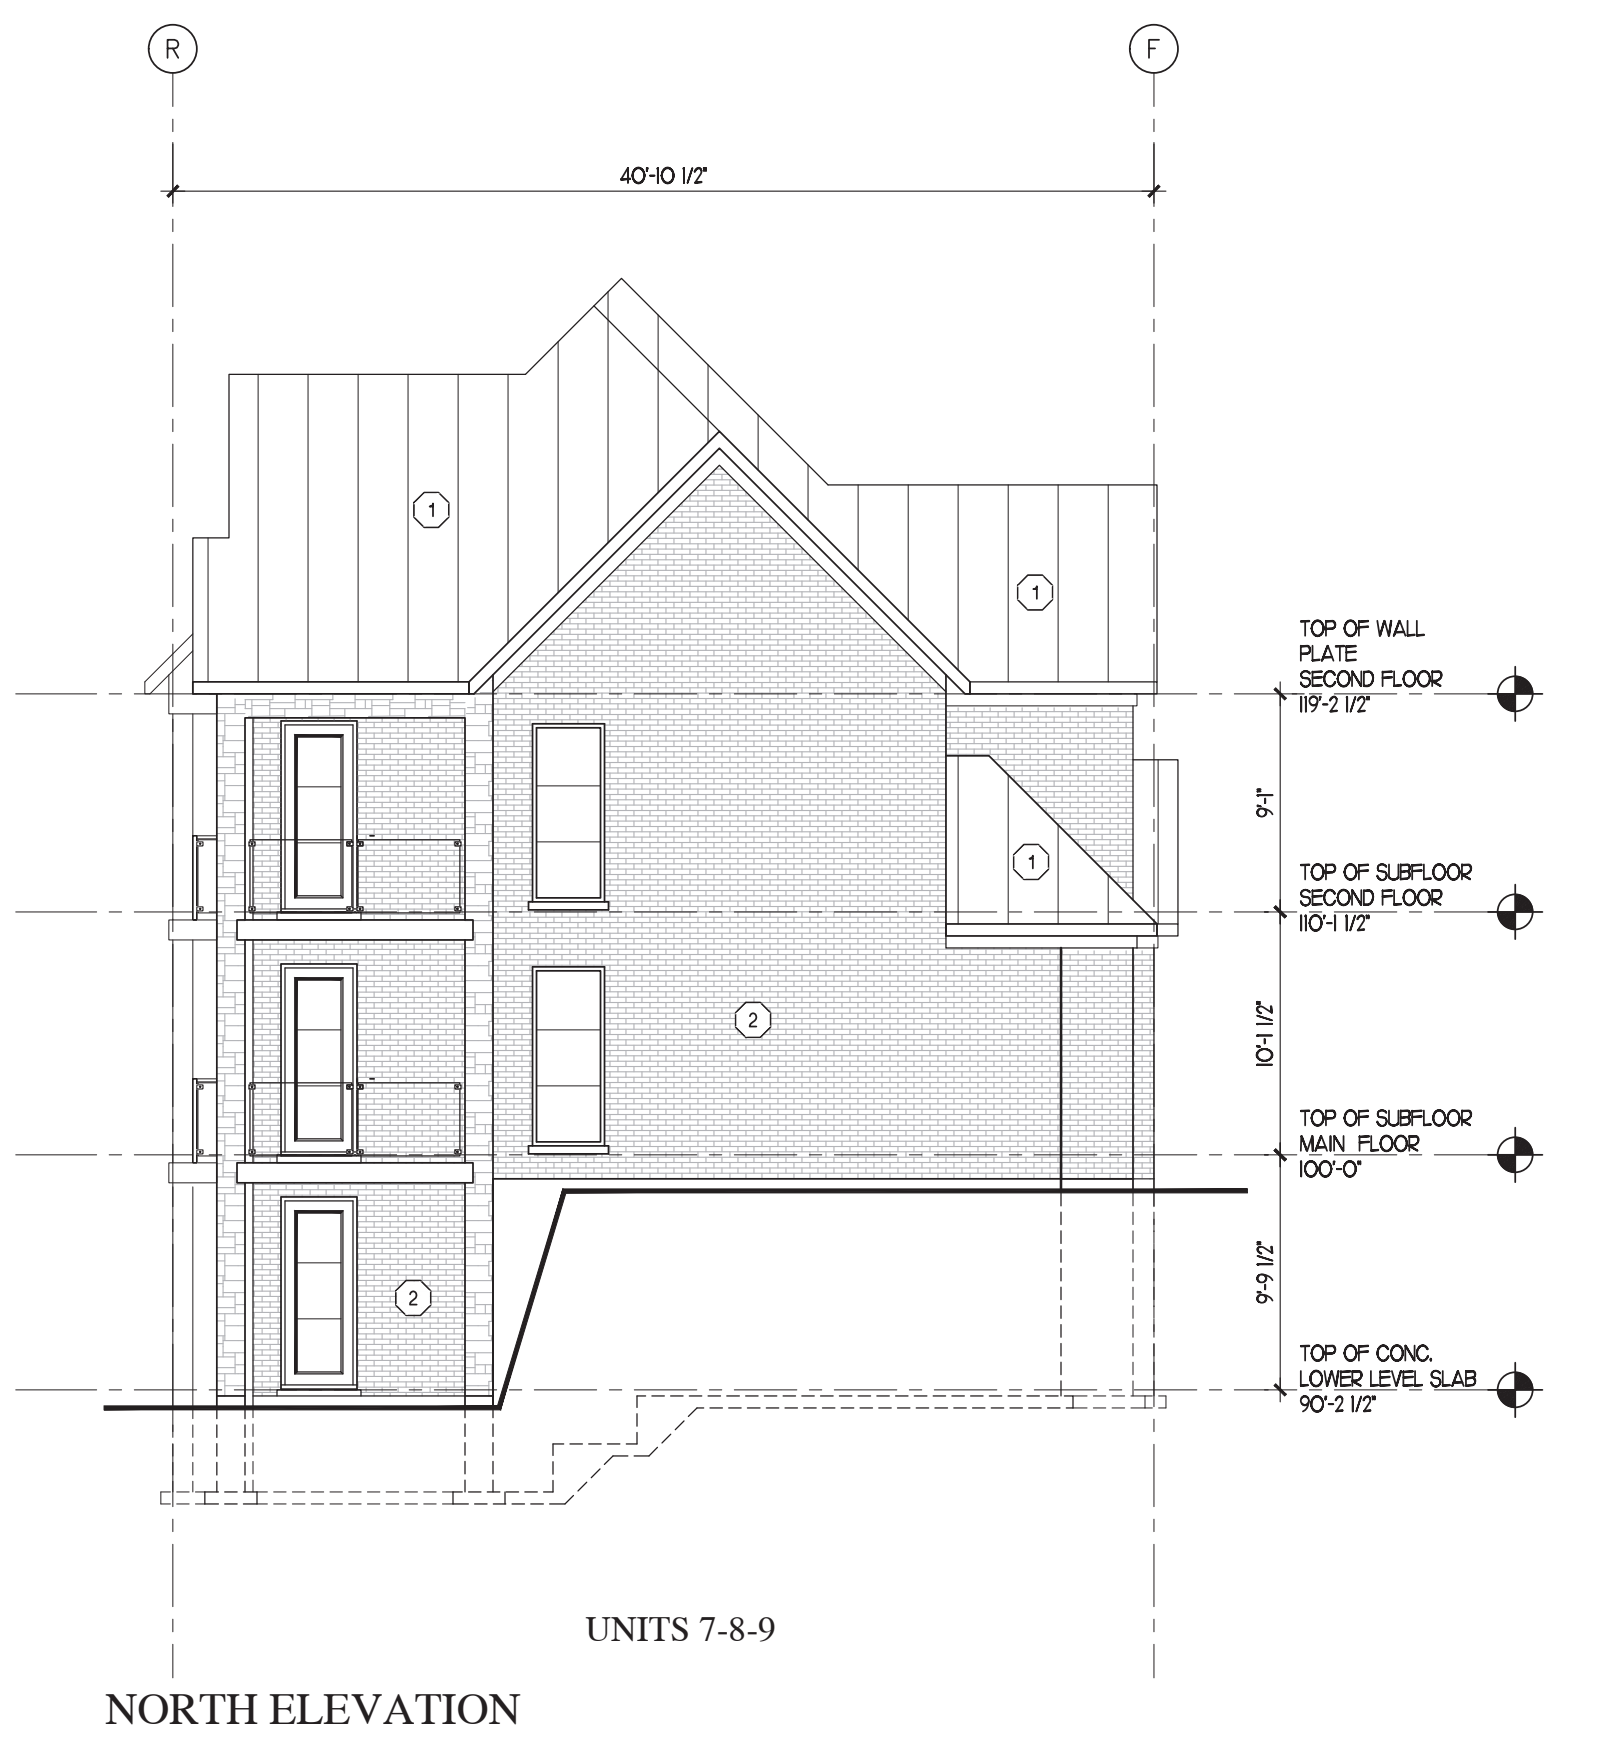 R
F
40'-10 1/2"
1
1
TOP OF WALL
PLATE
SECOND FLOOR
119'-2 1/2"
9'-1"
1
TOP OF SUBFLOOR
SECOND FLOOR
110'-1 1/2"
2
10'-1 1/2"
TOP OF SUBFLOOR
MAIN FLOOR
100'-0"
2
9'-9 1/2"
TOP OF CONC.
LOWER LEVEL SLAB
90'-2 1/2"
UNITS 7-8-9
NORTH ELEVATION